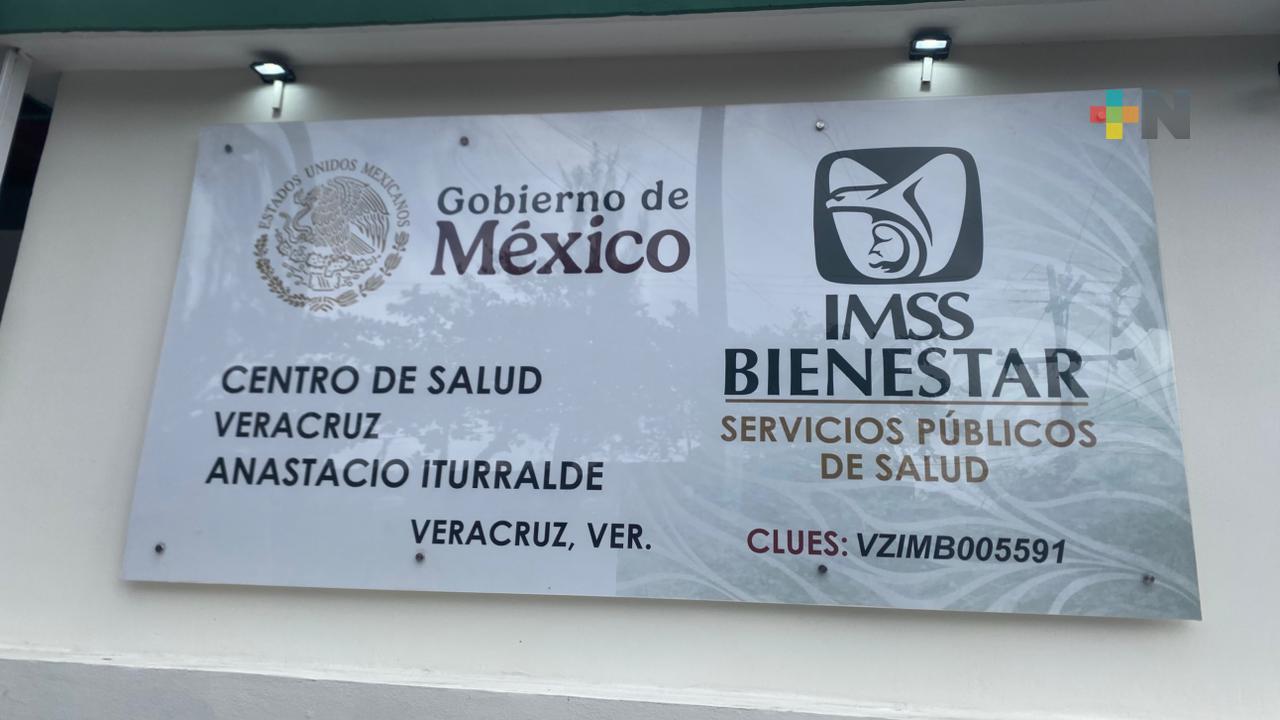 ESTADOS UNIDOS MEXICANOS
Gobierno de
México
CENTRO DE SALUD
VERACRUZ
ANASTACIO ITURRALDE
VERACRUZ, VER.
IMSS
BIENESTAR
SERVICIOS PÚBLICOS
DE SALUD
CLUES: VZIMB005591
+N